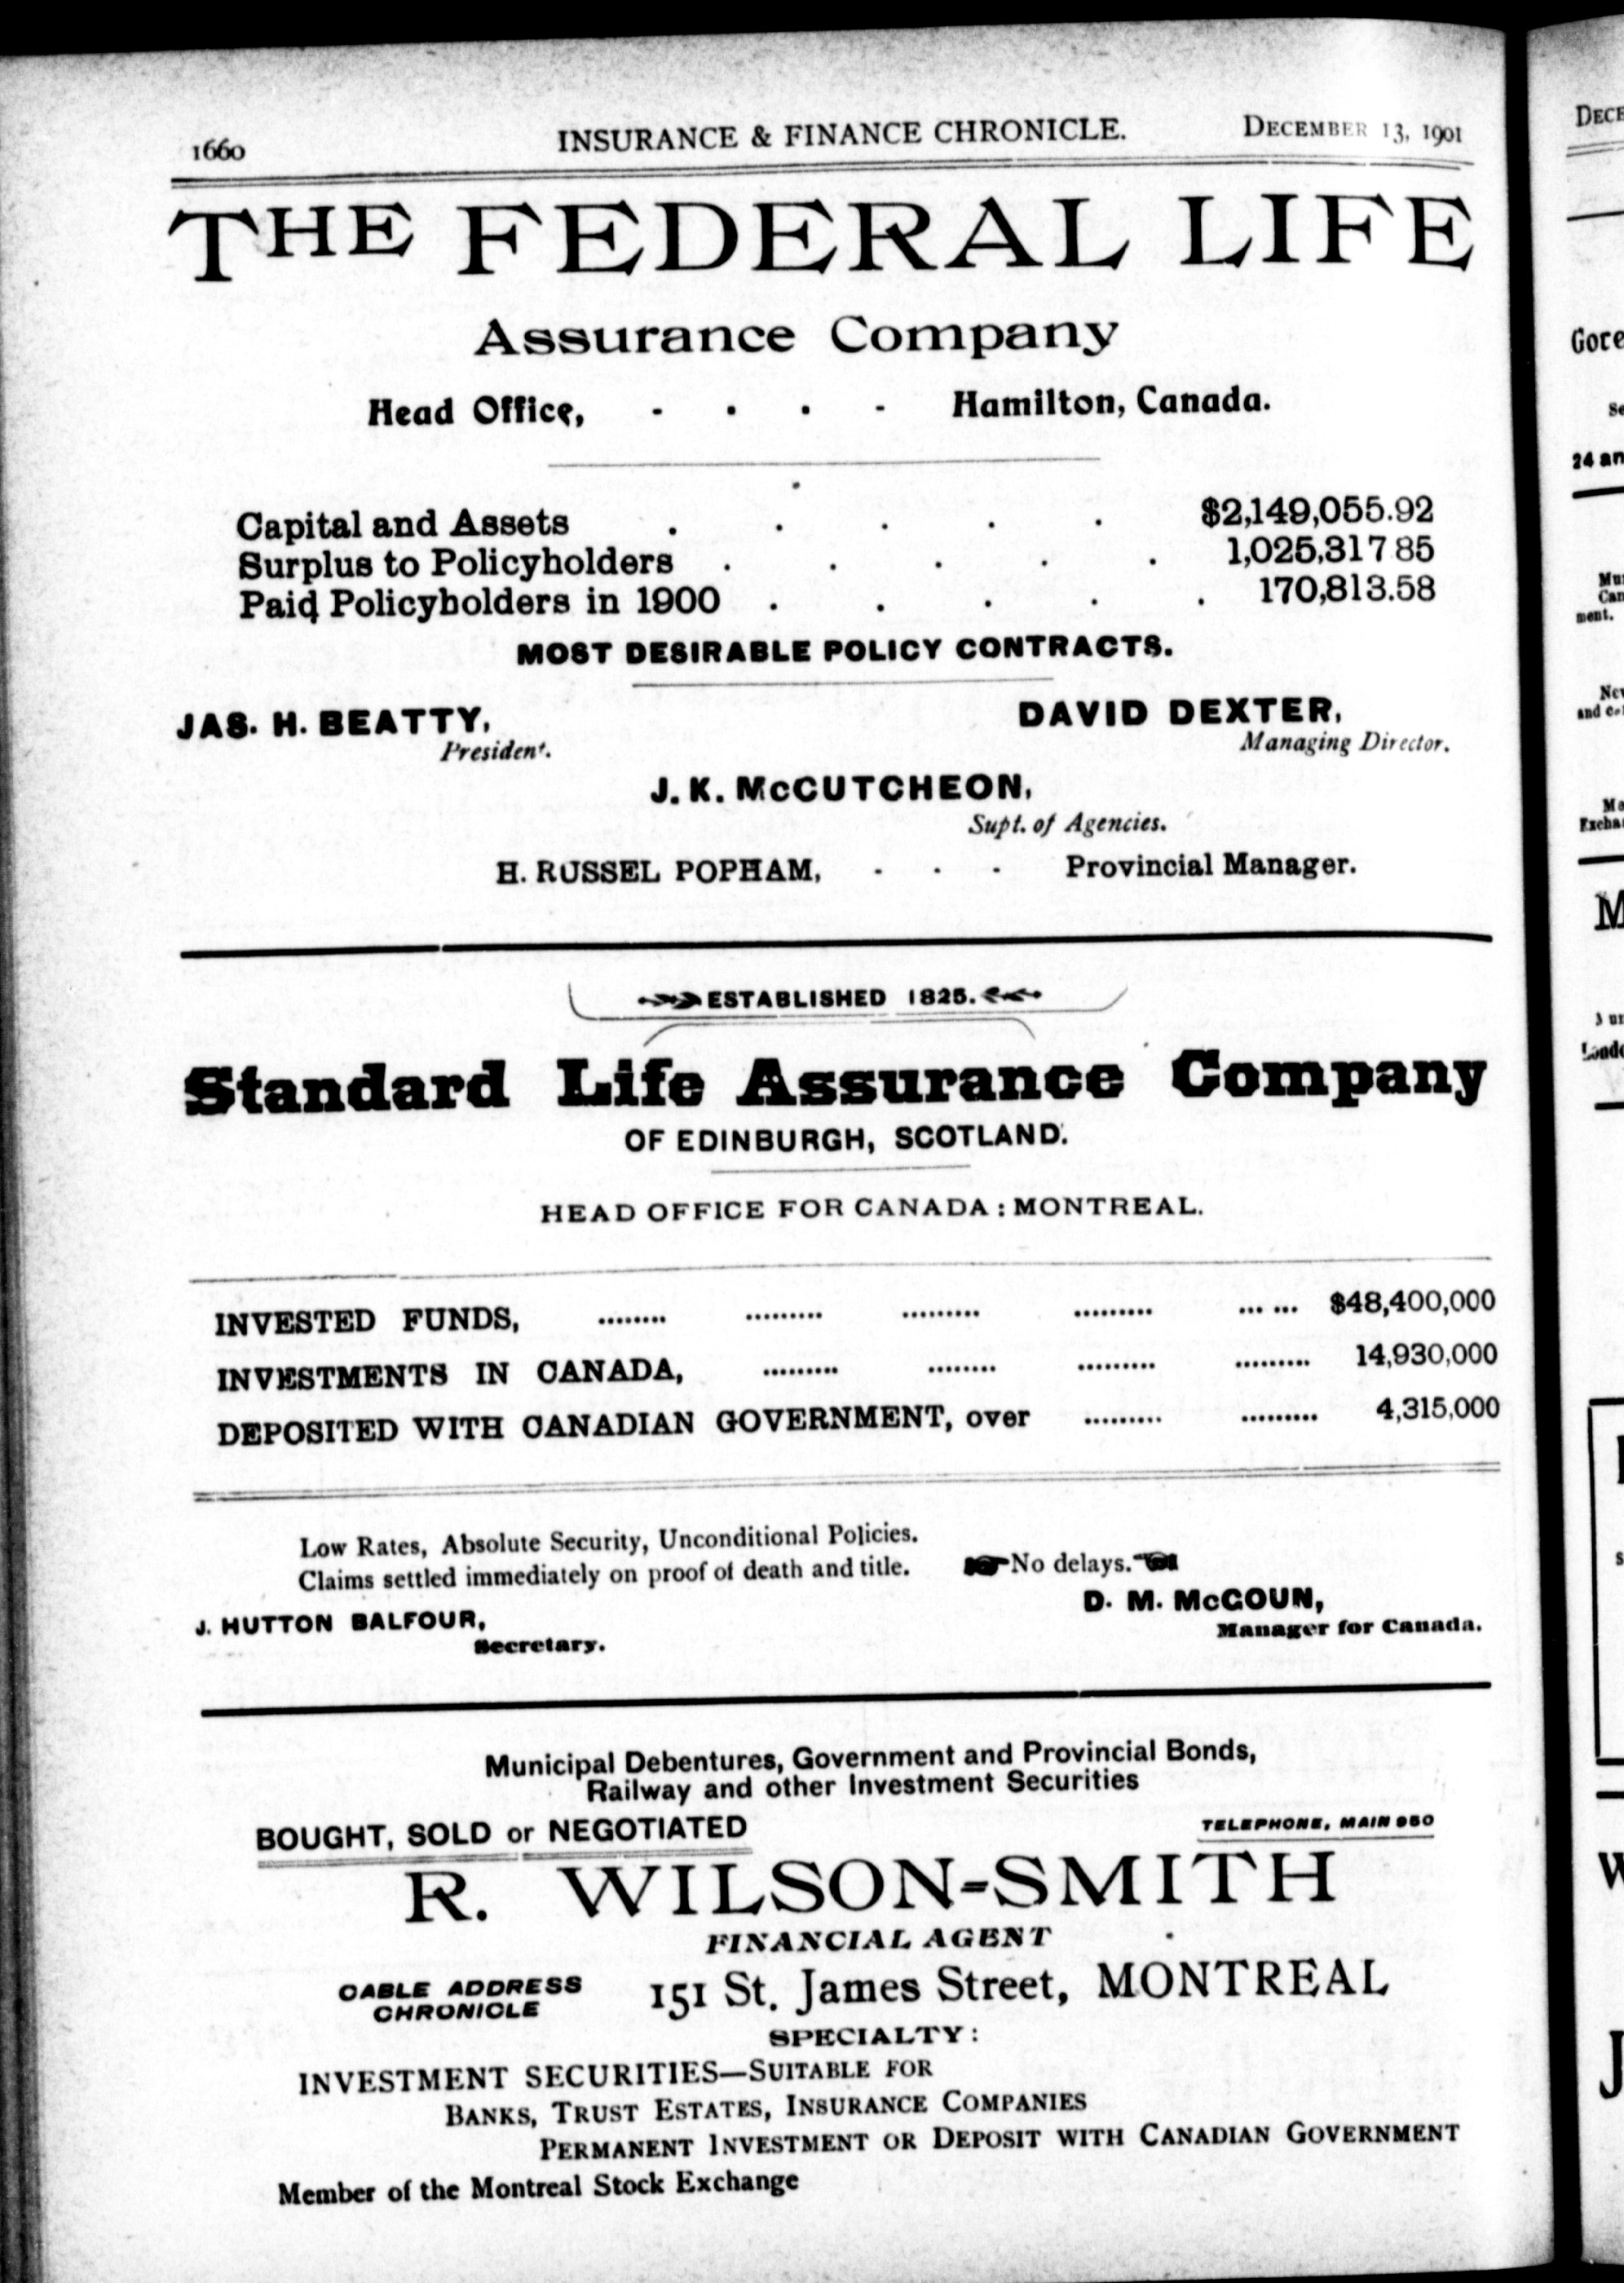 1660 INSURANCE & FINANCE CHRONICLE. DECEMBER 13, 1901
THE FEDERAL LIFE
Assurance Company
Head Office, - - - - Hamilton, Canada.
Capital and Assets . . . . . $2,149,055.92
Surplus to Policyholders . . . . . 1,025,317 85
Paid Policyholders in 1900 . . . . . 170,813.58
MOST DESIRABLE POLICY CONTRACTS.
JAS. H. BEATTY, DAVID DEXTER,
President. Managing Director.
J. K. McCUTCHEON,
Supt. of Agencies.
H. RUSSEL POPHAM, - - - Provincial Manager.
ESTABLISHED 1825.
Standard Life Assurance Company
OF EDINBURGH, SCOTLAND.
HEAD OFFICE FOR CANADA : MONTREAL.
INVESTED FUNDS, ........ ......... ......... ......... ... ... $48,400,000
INVESTMENTS IN CANADA, ......... ........ ......... ......... 14,930,000
DEPOSITED WITH CANADIAN GOVERNMENT, over ......... ......... 4,315,000
Low Rates, Absolute Security, Unconditional Policies.
Claims settled immediately on proof of death and title. ☛No delays.☚
J. HUTTON BALFOUR, D. M. McGOUN,
Secretary. Manager for Canada.
Municipal Debentures, Government and Provincial Bonds,
Railway and other Investment Securities
BOUGHT, SOLD or NEGOTIATED TELEPHONE, MAIN 950
R. WILSON-SMITH
FINANCIAL AGENT
CABLE ADDRESS 151 St. James Street, MONTREAL
CHRONICLE
SPECIALTY :
INVESTMENT SECURITIES—SUITABLE FOR
BANKS, TRUST ESTATES, INSURANCE COMPANIES
PERMANENT INVESTMENT OR DEPOSIT WITH CANADIAN GOVERNMENT
Member of the Montreal Stock Exchange